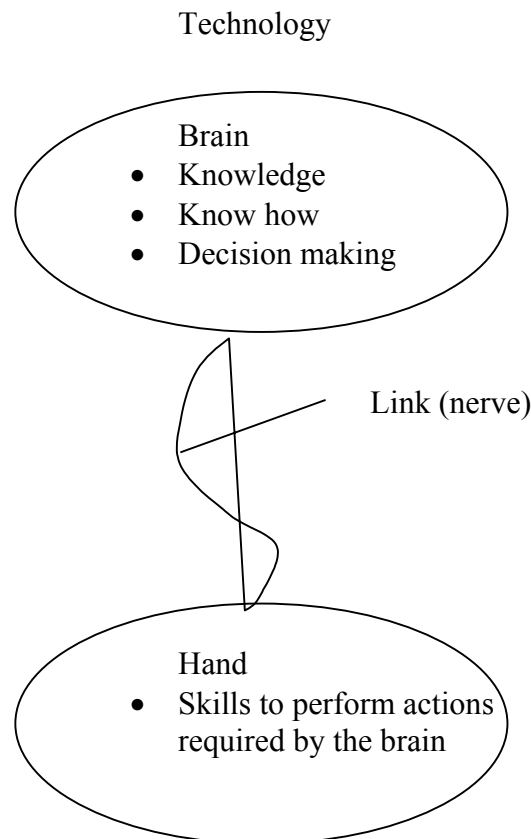 Technology
Brain
• Knowledge
• Know how
• Decision making
Link (nerve)
Hand
• Skills to perform actions
required by the brain